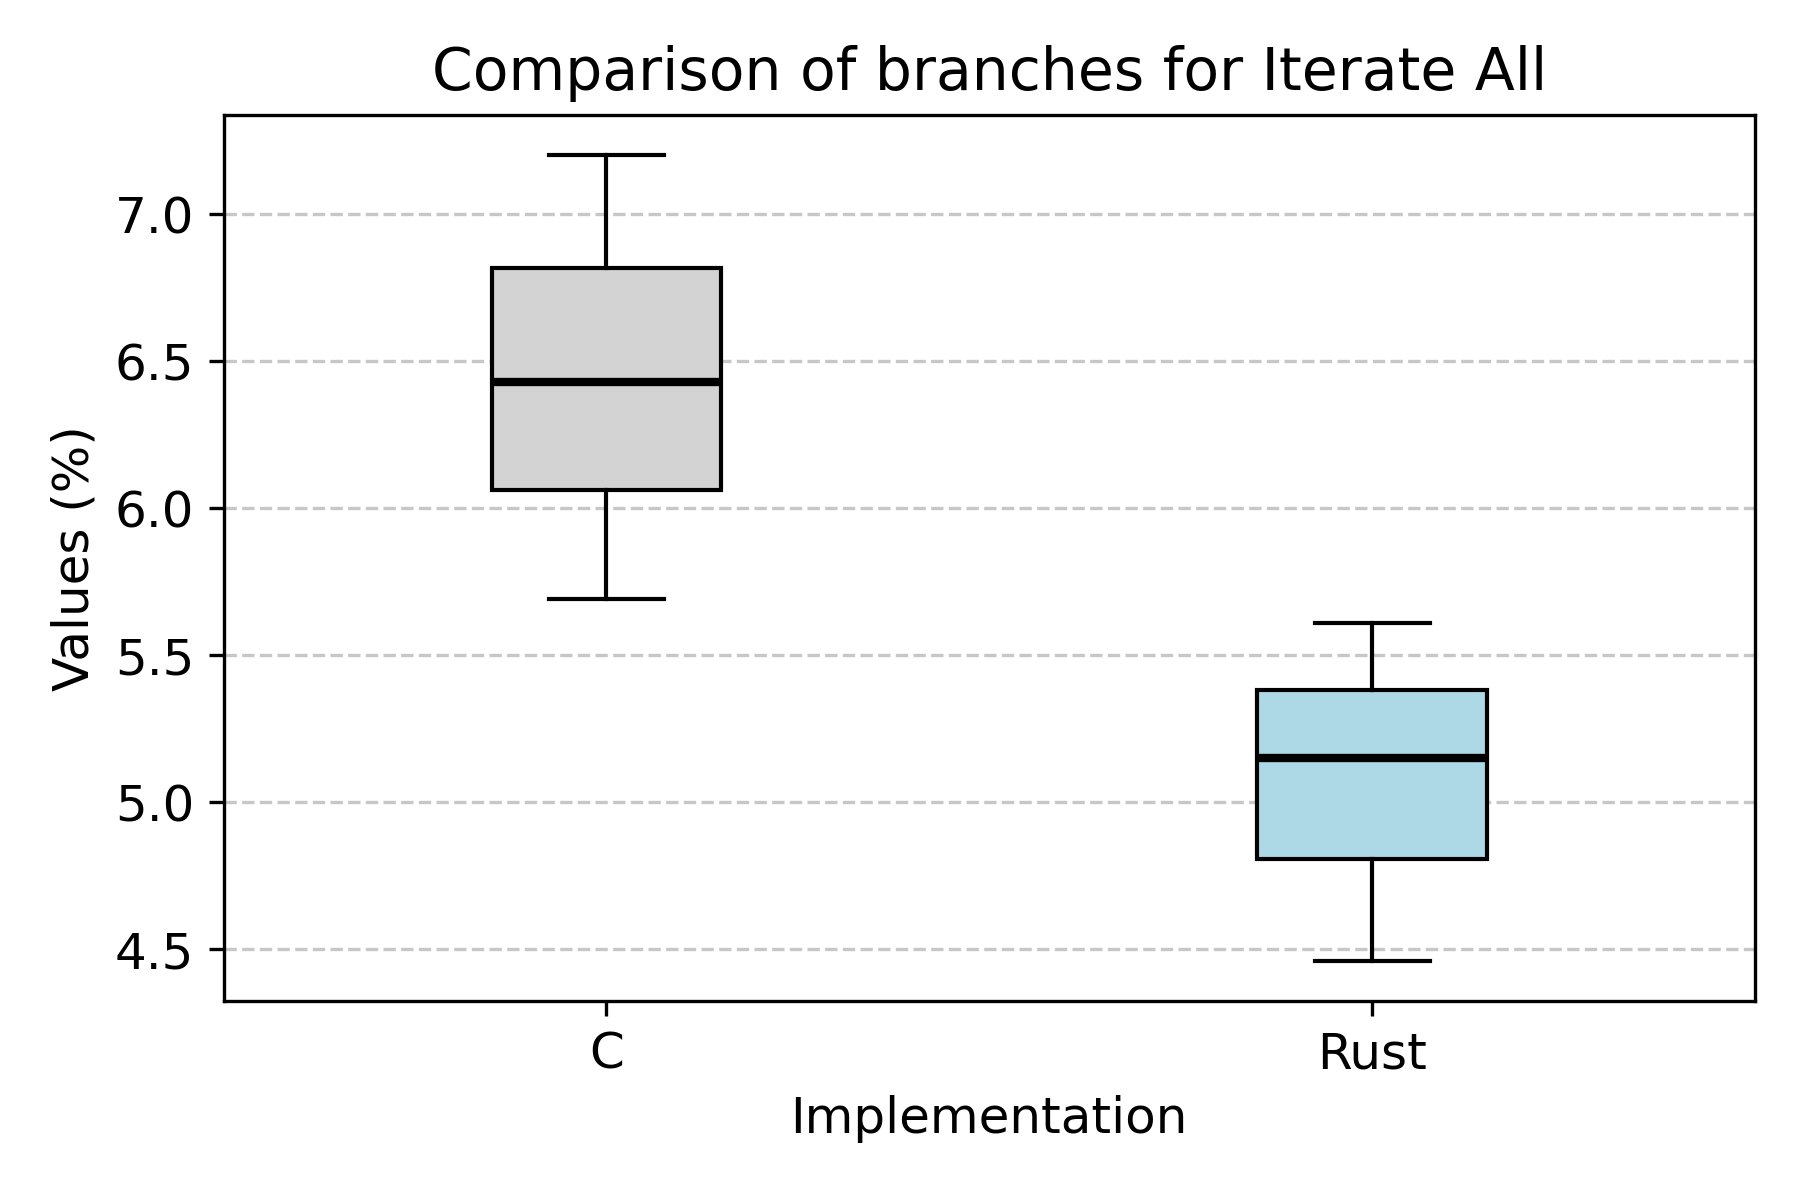 Comparison of branches for Iterate All
Values (%)
7.0
6.5
6.0
5.5
5.0
4.5
C
Rust
Implementation